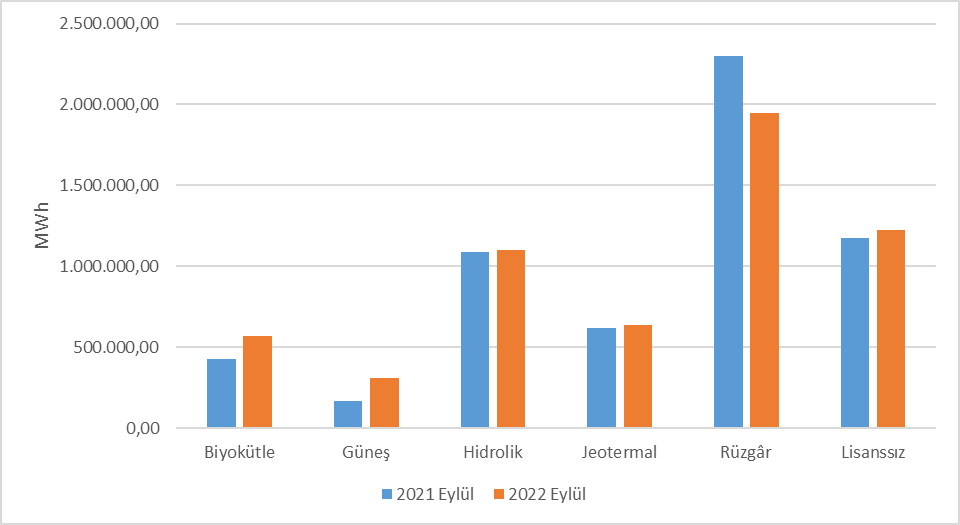 2.500.000,00
2.000.000,00
1.500.000,00
1.000.000,00
500.000,00
0,00
MWh
Biyokütle Güneş Hidrolik Jeotermal Rüzgâr Lisanssız
2021 Eylül 2022 Eylül